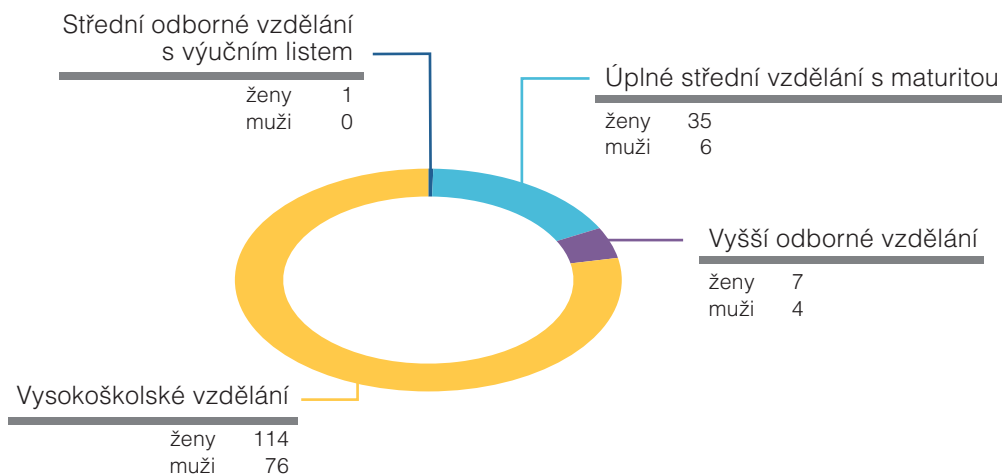 Střední odborné vzdělání
s výučním listem
ženy 1
muži 0
Úplné střední vzdělání s maturitou
ženy 35
muži 6
Vyšší odborné vzdělání
ženy 7
muži 4
Vysokoškolské vzdělání
ženy 114
muži 76